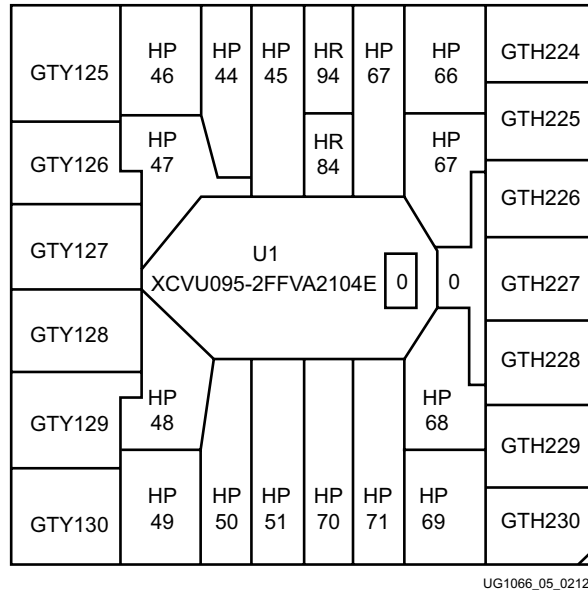 GTY125
HP
46
HP
44
HP
45
HR
94
HP
67
HP
66
GTH224
GTH225
GTY126
HP
47
HR
84
HP
67
GTH226
GTY127
U1
XCVU095-2FFVA2104E
0
0
GTH227
GTY128
GTH228
GTY129
HP
48
HP
68
GTH229
GTY130
HP
49
HP
50
HP
51
HP
70
HP
71
HP
69
GTH230
UG1066_05_0212